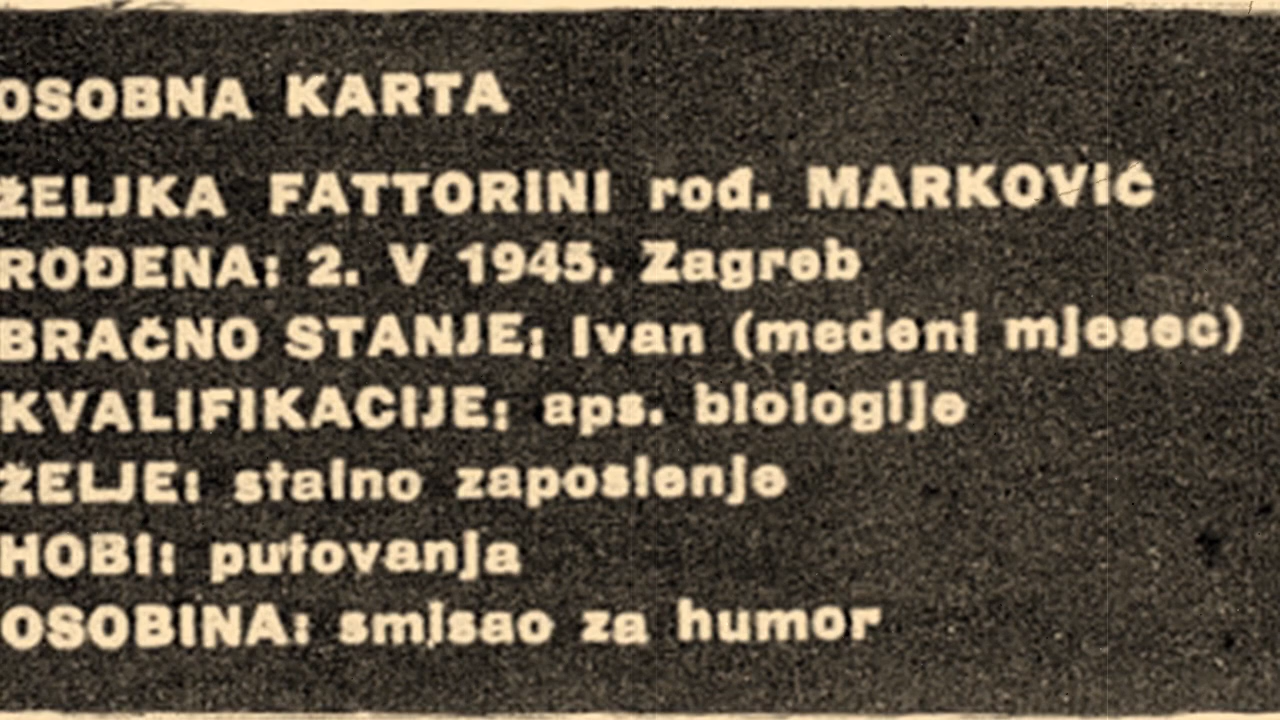 OSOBNA KARTA
ŽELJKA FATTORINI rođ. MARKOVIĆ
ROĐENA: 2. V 1945. Zagreb
BRAČNO STANJE: Ivan (medeni mjesec)
KVALIFIKACIJE: aps. biologije
ŽELJE: stalno zaposlenje
HOBI: putovanja
OSOBINA: smisao za humor